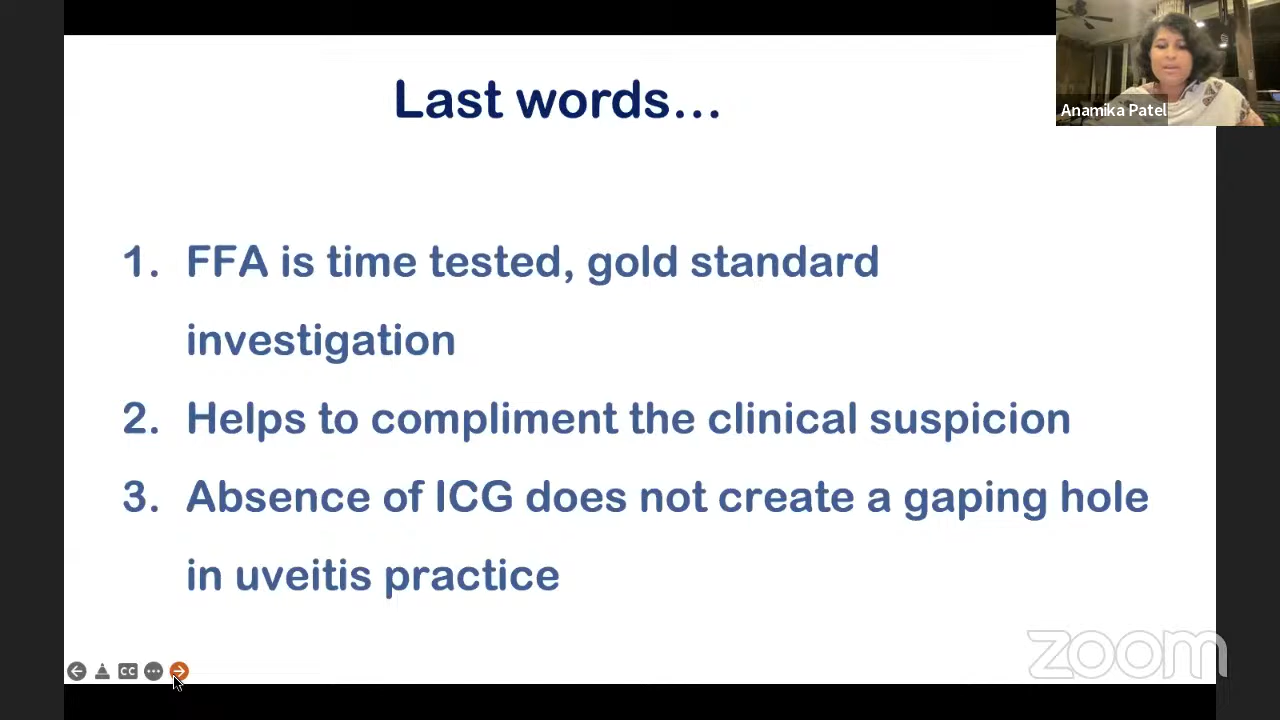 Last words...
Anamika Patel
1. FFA is time tested, gold standard
investigation
2. Helps to compliment the clinical suspicion
3. Absence of ICG does not create a gaping hole
in uveitis practice
CC
zoom